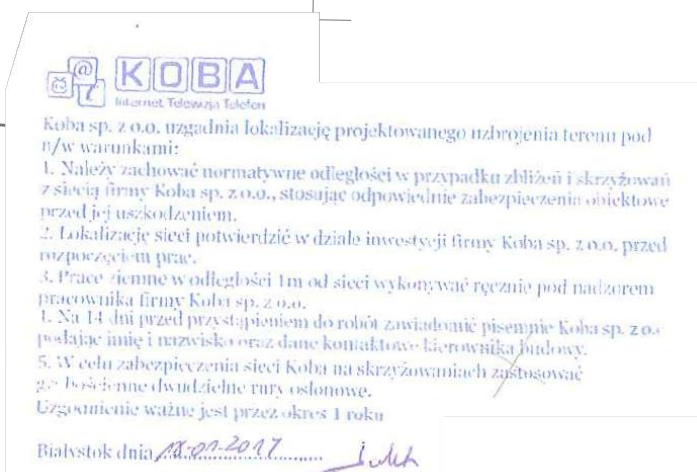 @
KOBA
Internet Telewizja Telefon
Koba sp. z o.o. uzgadnia lokalizację projektowanego uzbrojenia terenu pod
n/w warunkami:
1. Należy zachować normatywne odległości w przypadku zbliżeń i skrzyżowań
z siecią firmy Koba sp. z o.o., stosując odpowiednie zabezpieczenia obiektowe
przed jej uszkodzeniem.
2. Lokalizację sieci potwierdzić w dziale inwestycji firmy Koba sp. z o.o. przed
rozpoczęciem prac.
3. Prace ziemne w odległości 1m od sieci wykonywać ręcznie pod nadzorem
pracownika firmy Koba sp. z o.o.
4. Na 14 dni przed przystąpieniem do robót zawiadomić pisemnie Koba sp. z o.o.
podając imię i nazwisko oraz dane kontaktowe kierownika budowy.
5. W celu zabezpieczenia sieci Koba na skrzyżowaniach zastosować
grubościenne dwudzielne rury osłonowe.
Uzgodnienie ważne jest przez okres 1 roku
Białystok dnia 18-01-2017